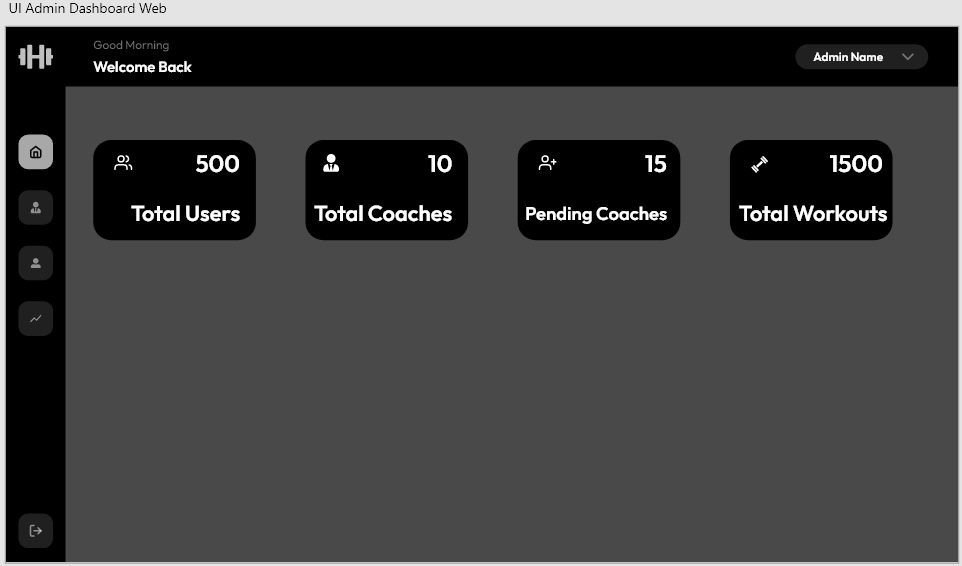 UI Admin Dashboard Web
Good Morning
Welcome Back
Admin Name
500
Total Users
10
Total Coaches
15
Pending Coaches
1500
Total Workouts